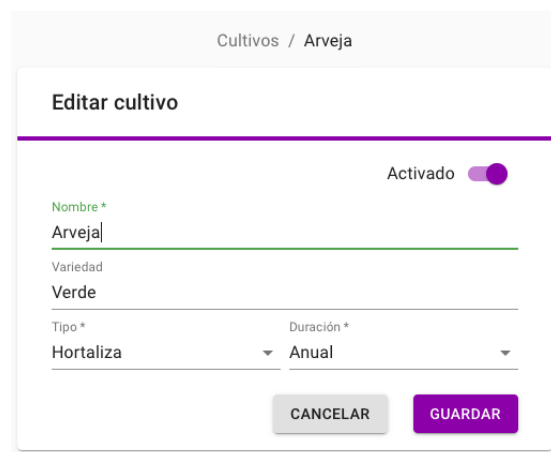 Cultivos / Arveja
Editar cultivo
Activado
Nombre *
Arveja
Variedad
Verde
Tipo * Duración *
Hortaliza Anual
CANCELAR GUARDAR